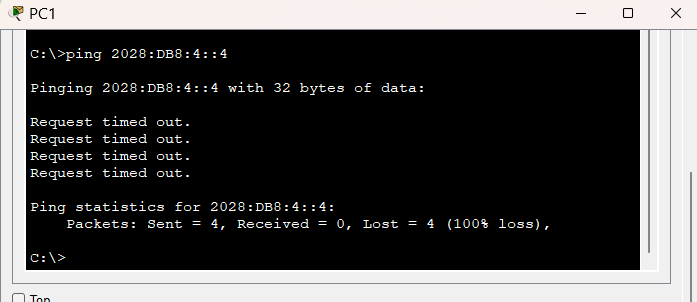 PC1
C:\>ping 2028:DB8:4::4
Pinging 2028:DB8:4::4 with 32 bytes of data:
Request timed out.
Request timed out.
Request timed out.
Request timed out.
Ping statistics for 2028:DB8:4::4:
Packets: Sent = 4, Received = 0, Lost = 4 (100% loss),
C:\>
Top